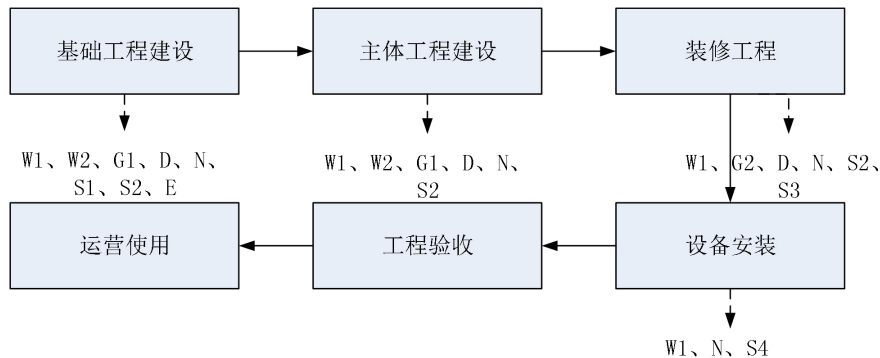 基础工程建设
主体工程建设
装修工程
W1、W2、G1、D、N、
S1、S2、E
W1、W2、G1、D、N、
S2
W1、G2、D、N、S2、
S3
运营使用
工程验收
设备安装
W1、N、S4